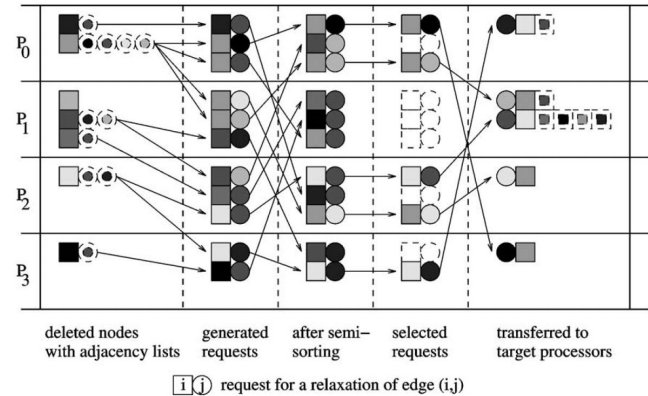 P0
P1
P2
P3
deleted nodes
with adjacency lists
generated
requests
after semi-
sorting
selected
requests
transferred to
target processors
i j request for a relaxation of edge (i,j)